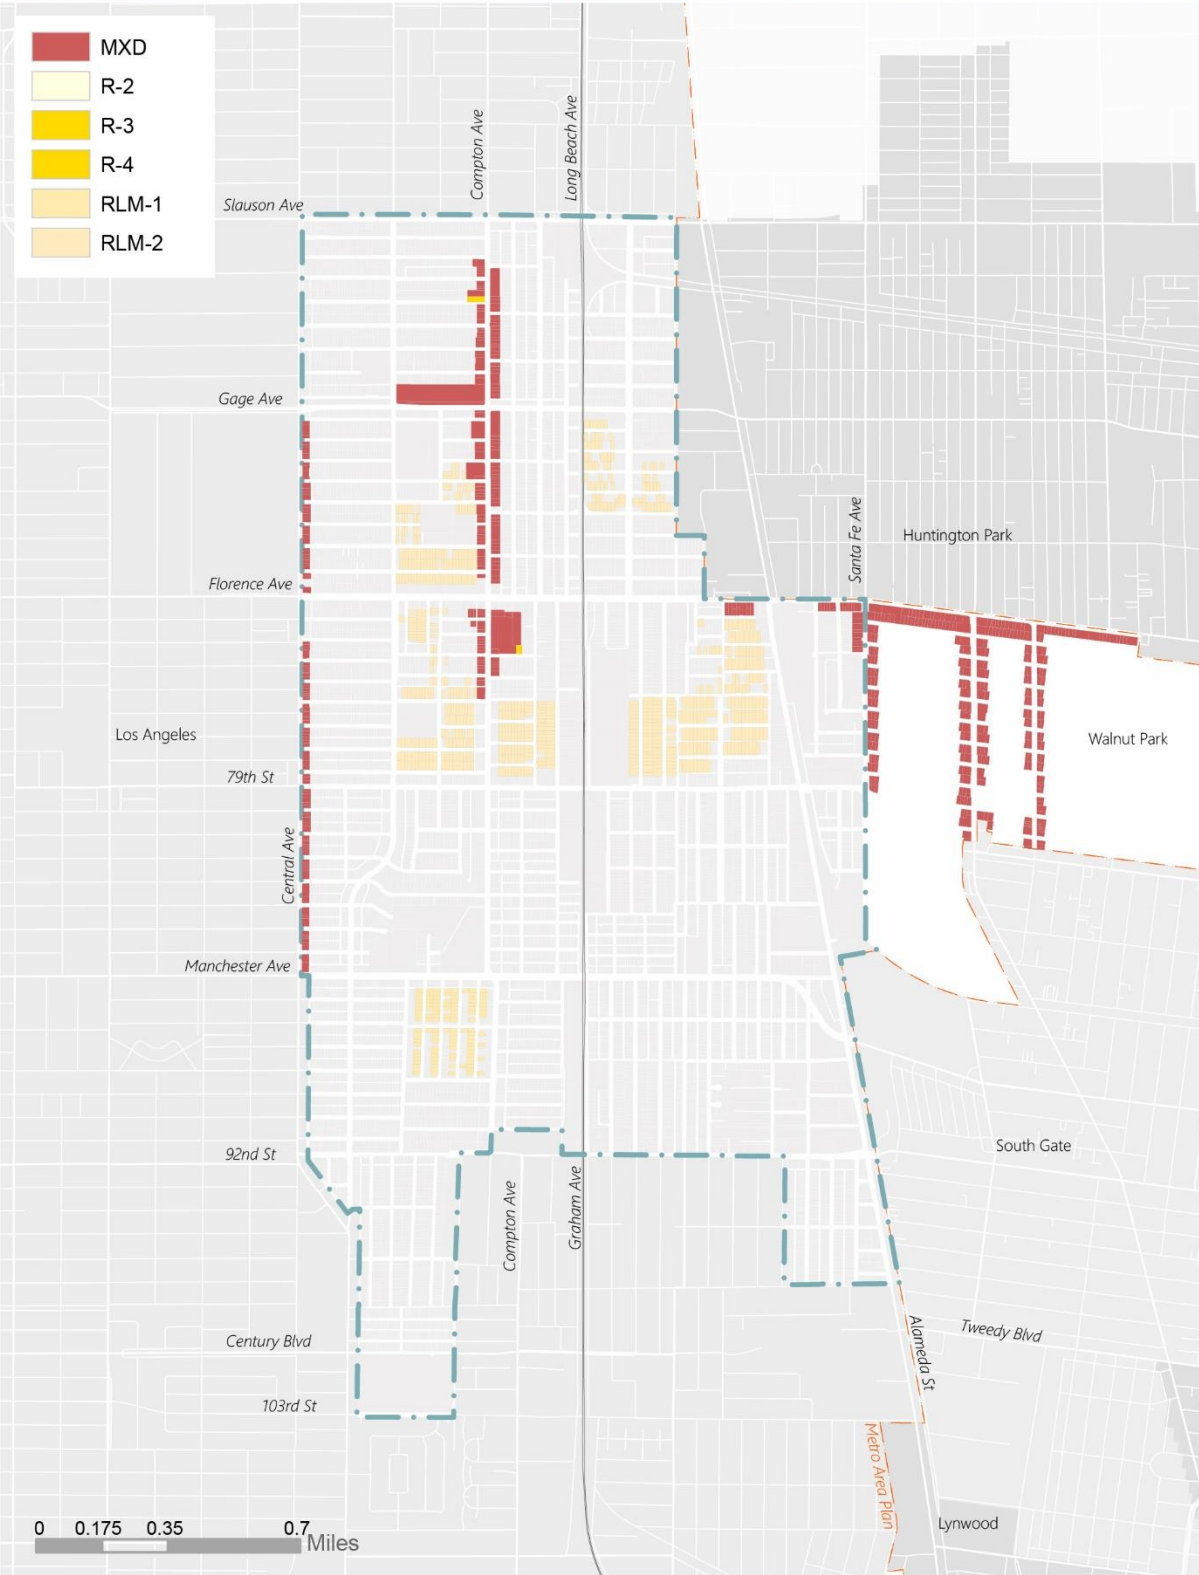 MXD
R-2
R-3
R-4
RLM-1
RLM-2
Compton Ave
Long Beach Ave
Slauson Ave
Gage Ave
Santa Fe Ave
Huntington Park
Florence Ave
Los Angeles
Walnut Park
79th St
Central Ave
Manchester Ave
92nd St
South Gate
Compton Ave
Graham Ave
Century Blvd
Alameda St
Tweedy Blvd
103rd St
Metro Area Plan
Lynwood
0 0.175 0.35 0.7
Miles